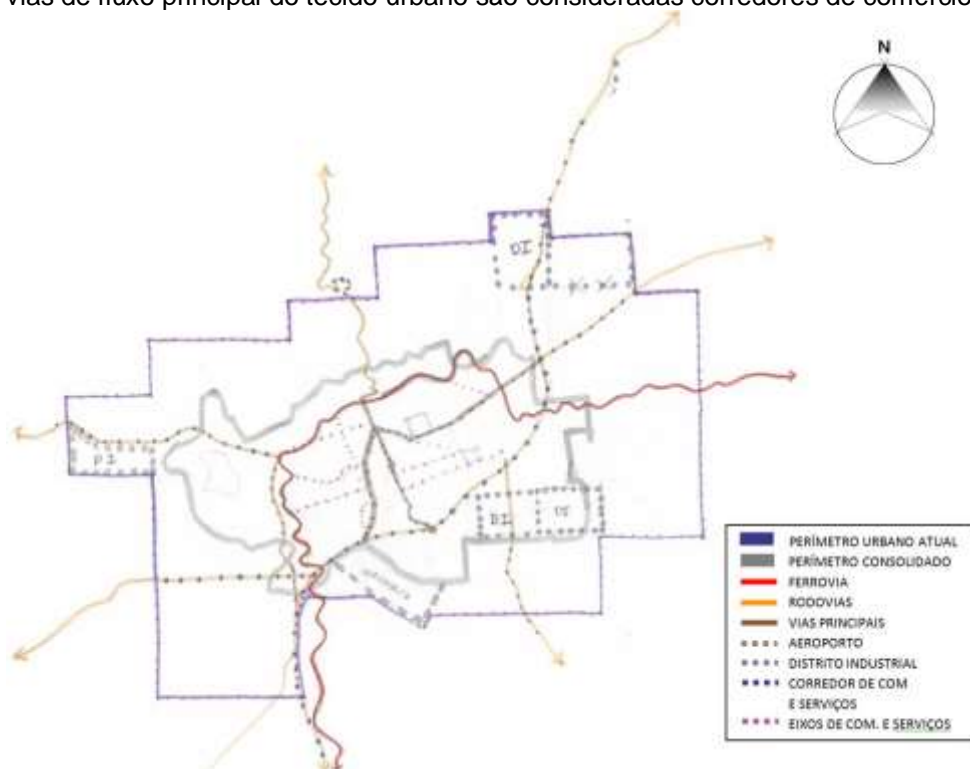 vias de fluxo principal do tecido urbano são consideradas corredores de comércio
N
DI
DI
DI
PERÍMETRO URBANO ATUAL
PERÍMETRO CONSOLIDADO
FERROVIA
RODOVIAS
VIAS PRINCIPAIS
AEROPORTO
DISTRITO INDUSTRIAL
CORREDOR DE COM
E SERVIÇOS
EIXOS DE COM. E SERVIÇOS